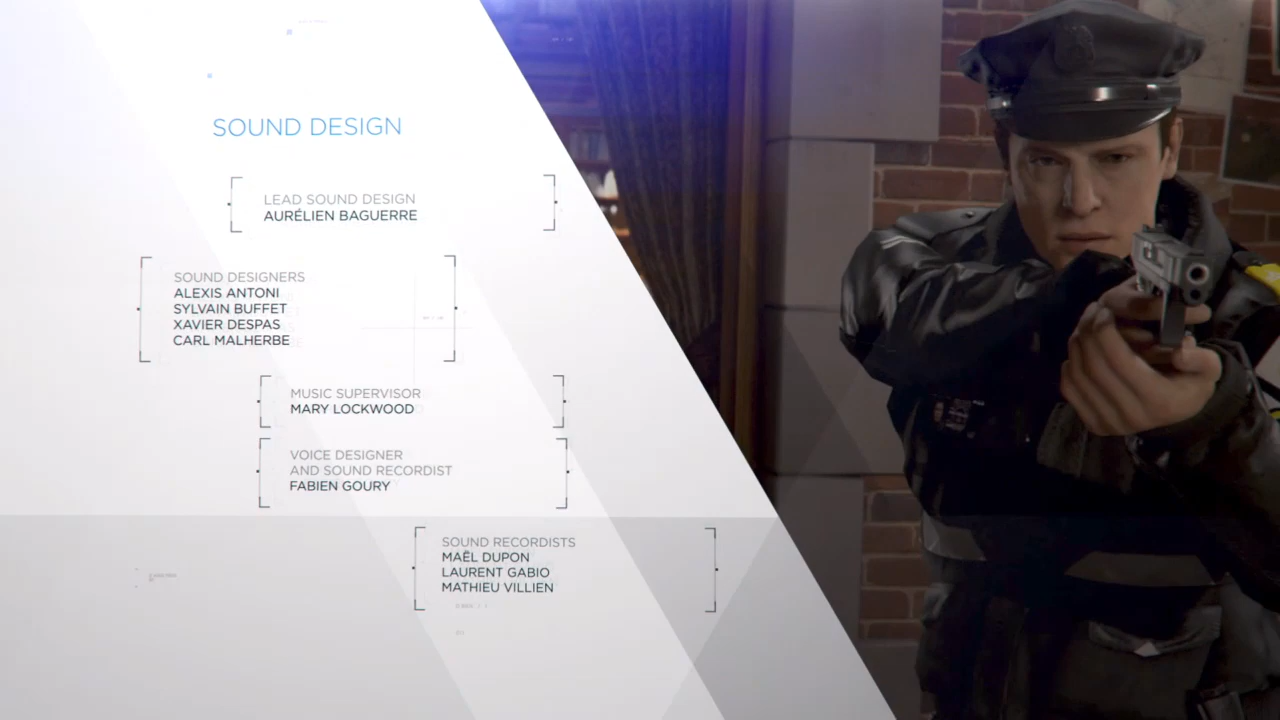 SOUND DESIGN
LEAD SOUND DESIGN
AURÉLIEN BAGUERRE
SOUND DESIGNERS
ALEXIS ANTONI
SYLVAIN BUFFET
XAVIER DESPAS
CARL MALHERBE
MUSIC SUPERVISOR
MARY LOCKWOOD
VOICE DESIGNER
AND SOUND RECORDIST
FABIEN GOURY
SOUND RECORDISTS
MAËL DUPON
LAURENT GABIO
MATHIEU VILLIEN